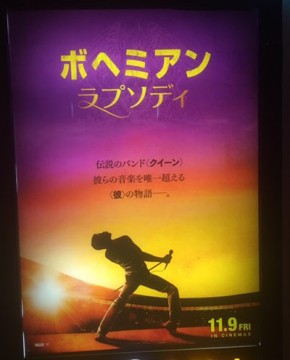 ボヘミアン
ラプソディ
伝説のバンド〈クイーン〉
彼らの音楽を唯一超える
〈彼〉の物語──。
11.9 FRI
IN CINEMAS